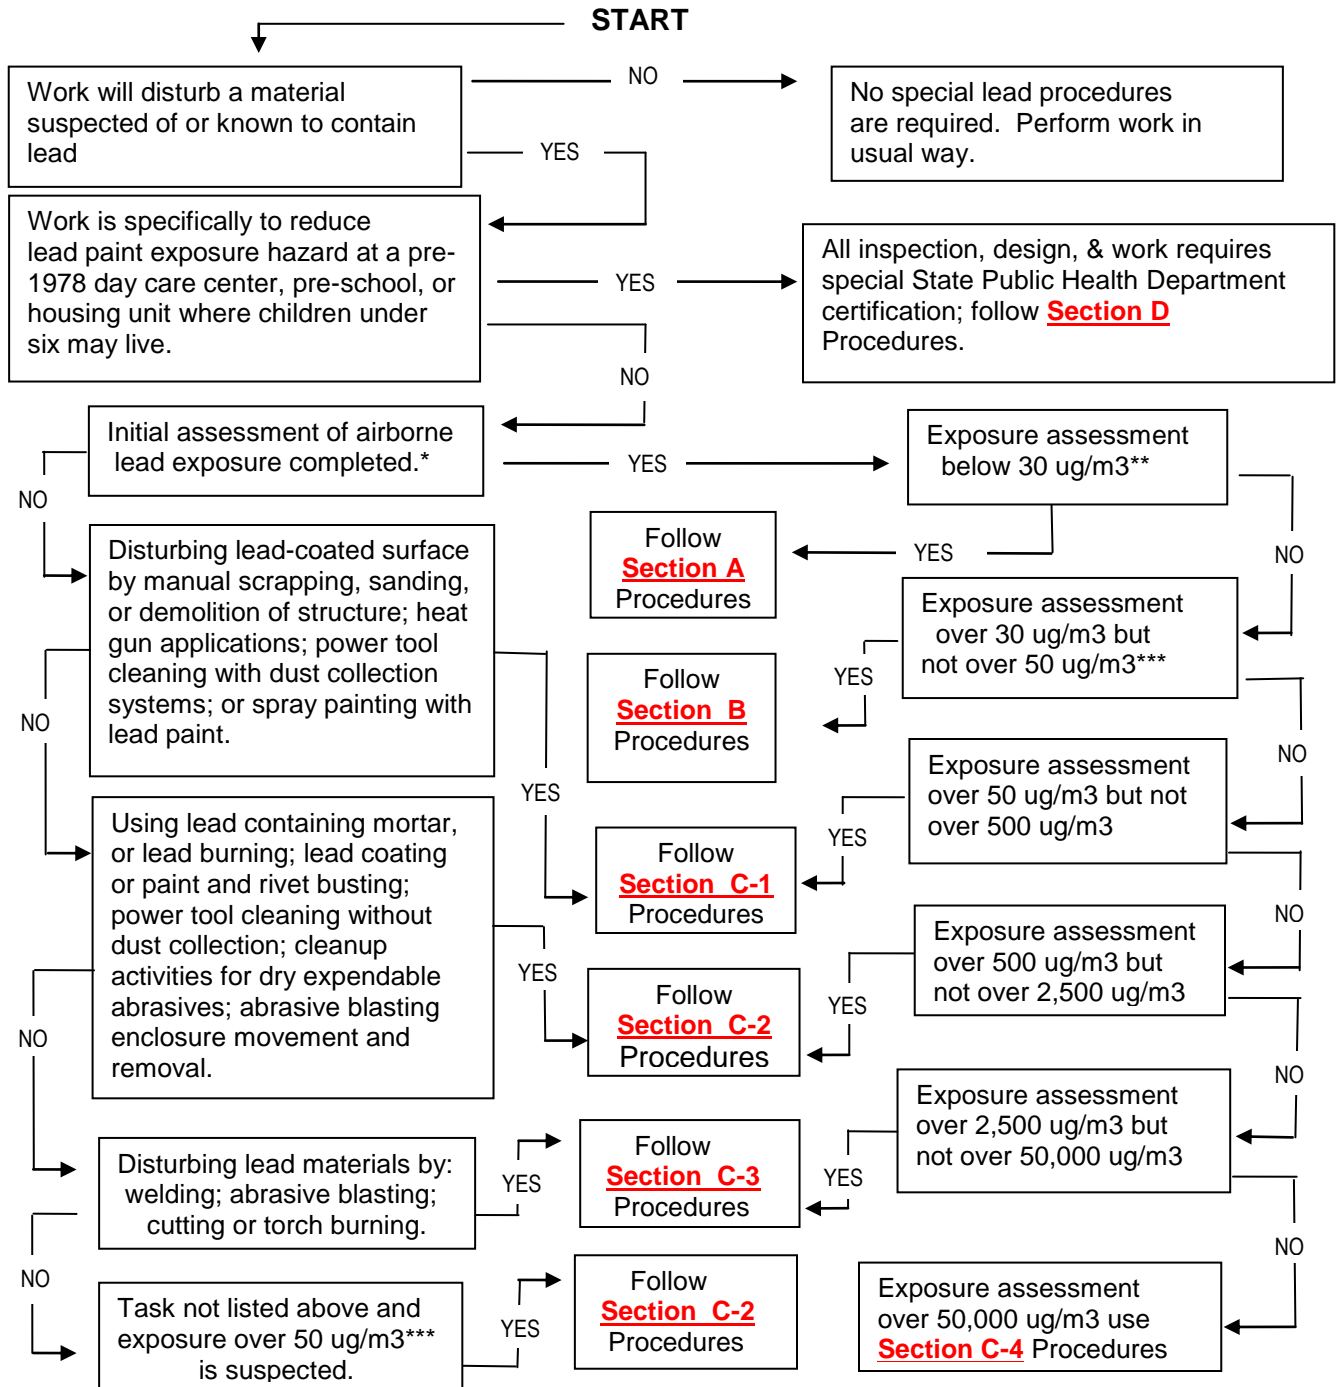 START
NO
Work will disturb a material
suspected of or known to contain
lead
No special lead procedures
are required.  Perform work in
usual way.
YES
Work is specifically to reduce
lead paint exposure hazard at a pre-
1978 day care center, pre-school, or
housing unit where children under
six may live.
YES
All inspection, design, & work requires
special State Public Health Department
certification; follow Section D
Procedures.
NO
Initial assessment of airborne
lead exposure completed.*
YES
Exposure assessment
below 30 ug/m3**
NO
Follow
Section A
Procedures
YES
NO
Disturbing lead-coated surface
by manual scrapping, sanding,
or demolition of structure; heat
gun applications; power tool
cleaning with dust collection
systems; or spray painting with
lead paint.
Exposure assessment
over 30 ug/m3 but
not over 50 ug/m3***
YES
Follow
Section B
Procedures
NO
NO
YES
Exposure assessment
over 50 ug/m3 but not
over 500 ug/m3
YES
Follow
Section C-1
Procedures
Using lead containing mortar,
or lead burning; lead coating
or paint and rivet busting;
power tool cleaning without
dust collection; cleanup
activities for dry expendable
abrasives; abrasive blasting
enclosure movement and
removal.
NO
YES
Exposure assessment
over 500 ug/m3 but
not over 2,500 ug/m3
YES
Follow
Section C-2
Procedures
NO
NO
Exposure assessment
over 2,500 ug/m3 but
not over 50,000 ug/m3
Disturbing lead materials by:
welding; abrasive blasting;
cutting or torch burning.
YES
Follow
Section C-3
Procedures
YES
NO
NO
Task not listed above and
exposure over 50 ug/m3***
is suspected.
YES
Follow
Section C-2
Procedures
Exposure assessment
over 50,000 ug/m3 use
Section C-4 Procedures